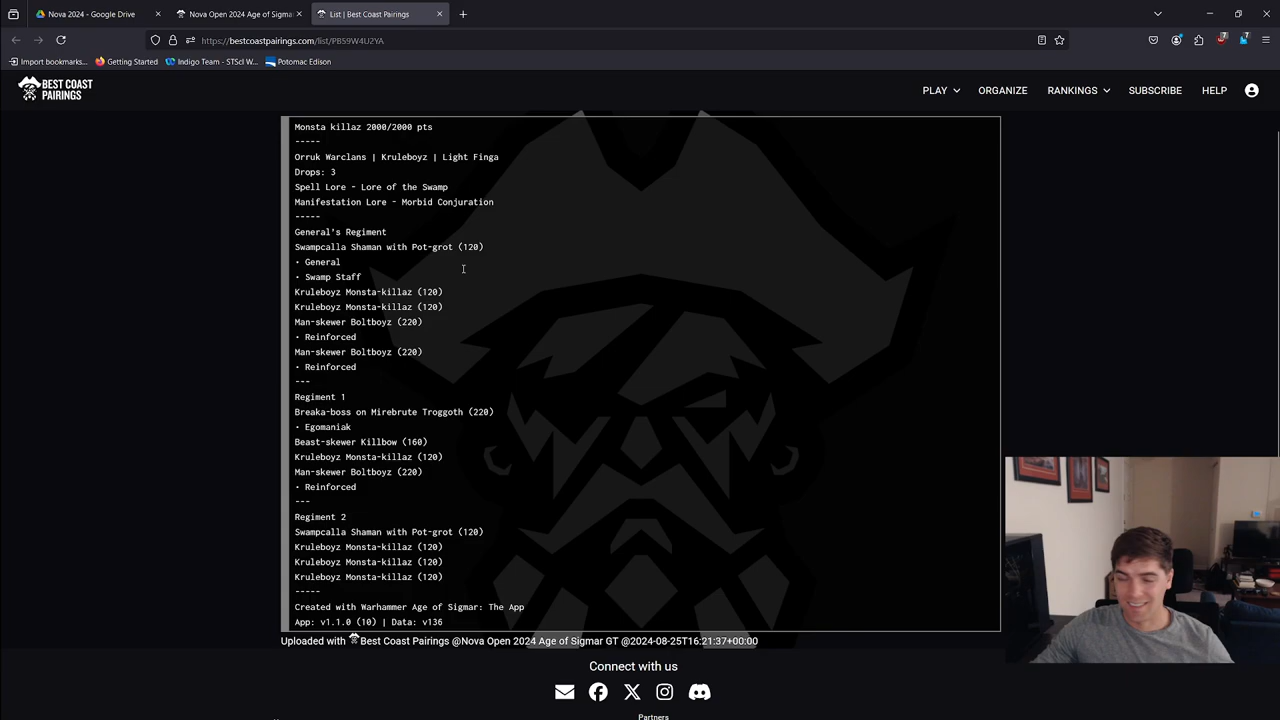 Nova 2024 - Google Drive
Nova Open 2024 Age of Sigmar
List | Best Coast Pairings
https://bestcoastpairings.com/list/PBS9W4U2YA
Import bookmarks...
Getting Started
Indigo Team - STScI W...
Potomac Edison
7
7
BEST COAST
PAIRINGS
PLAY
ORGANIZE
RANKINGS
SUBSCRIBE
HELP
Monsta killaz 2000/2000 pts
-----
Orruk Warclans | Kruleboyz | Light Finga
Drops: 3
Spell Lore - Lore of the Swamp
Manifestation Lore - Morbid Conjuration
-----
General's Regiment
Swampcalla Shaman with Pot-grot (120)
• General
• Swamp Staff
Kruleboyz Monsta-killaz (120)
Kruleboyz Monsta-killaz (120)
Man-skewer Boltboyz (220)
• Reinforced
Man-skewer Boltboyz (220)
• Reinforced
---
Regiment 1
Breaka-boss on Mirebrute Troggoth (220)
• Egomaniak
Beast-skewer Killbow (160)
Kruleboyz Monsta-killaz (120)
Man-skewer Boltboyz (220)
• Reinforced
---
Regiment 2
Swampcalla Shaman with Pot-grot (120)
Kruleboyz Monsta-killaz (120)
Kruleboyz Monsta-killaz (120)
Kruleboyz Monsta-killaz (120)
-----
Created with Warhammer Age of Sigmar: The App
App: v1.1.0 (10) | Data: v136
Uploaded with Best Coast Pairings @Nova Open 2024 Age of Sigmar GT @2024-08-25T16:21:37+00:00
Connect with us
Partners